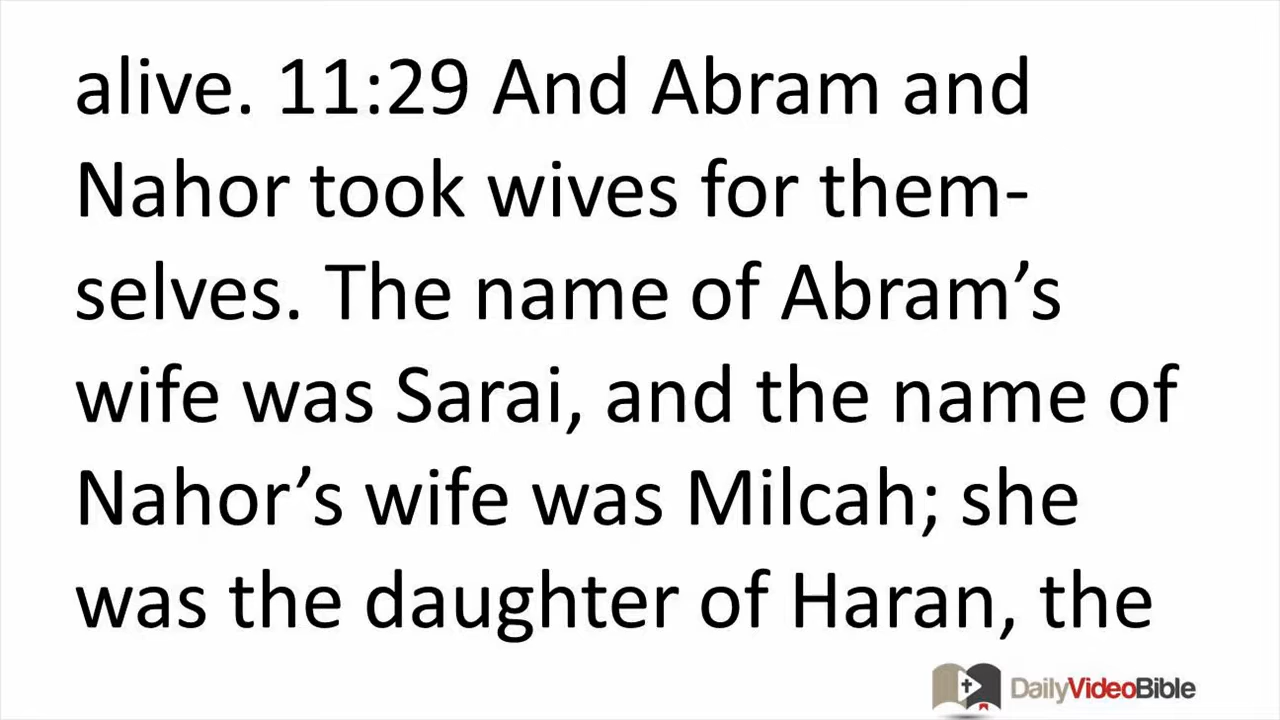 alive. 11:29 And Abram and
Nahor took wives for them-
selves. The name of Abram’s
wife was Sarai, and the name of
Nahor’s wife was Milcah; she
was the daughter of Haran, the
DailyVideoBible